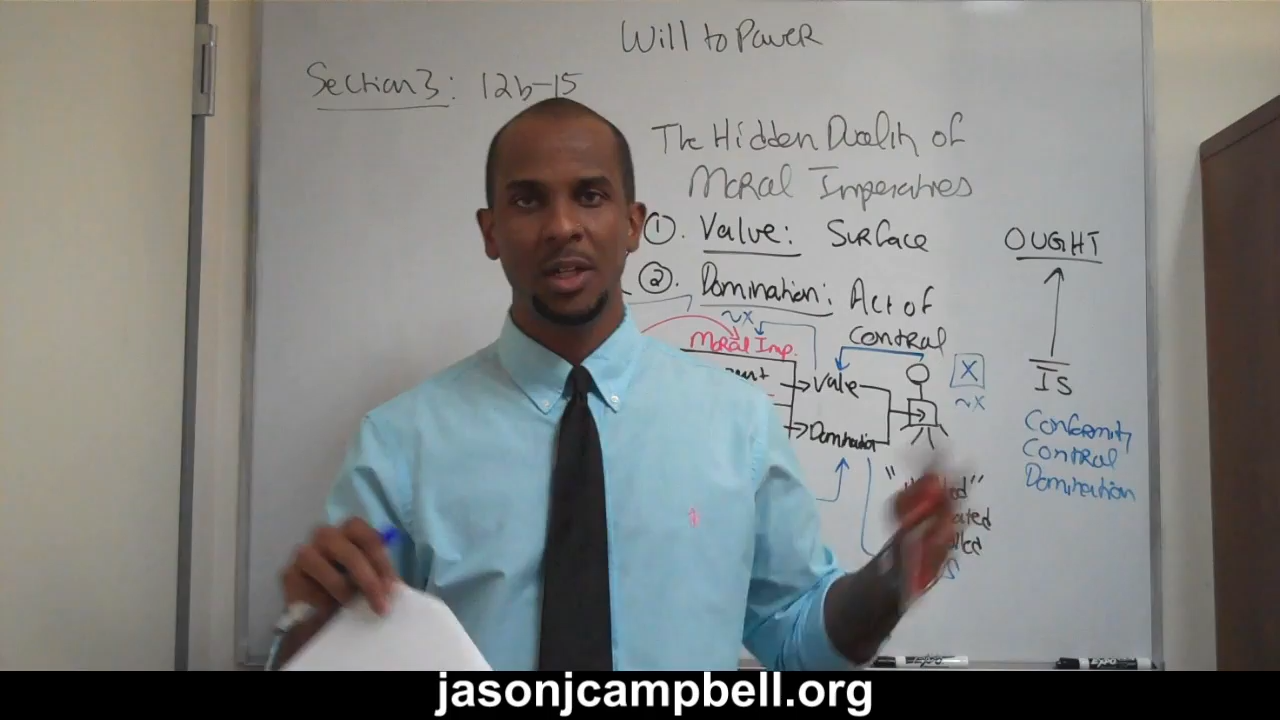 Will to Power
Section 3: 12b-15
The Hidden Duality of
Moral Imperatives
①. Value: Surface
②. Domination: Act of
Control
OUGHT
IS
~X
Moral Imp.
Value
Domination
X
~X
Conformity
Control
Domination
jasonjcampbell.org